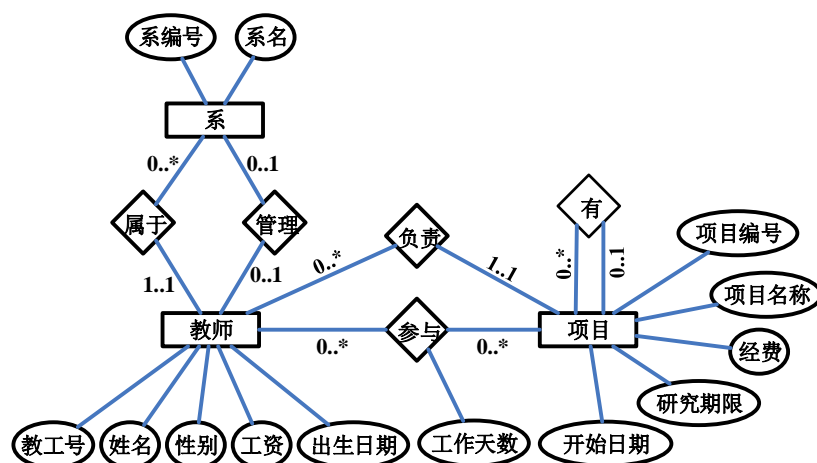 系编号
系名
系
0..*
0..1
属于
管理
负责
有
项目编号
0..*
1..1
0..*
0..1
1..1
0..1
项目名称
教师
参与
项目
0..*
0..*
经费
研究期限
教工号
姓名
性别
工资
出生日期
工作天数
开始日期